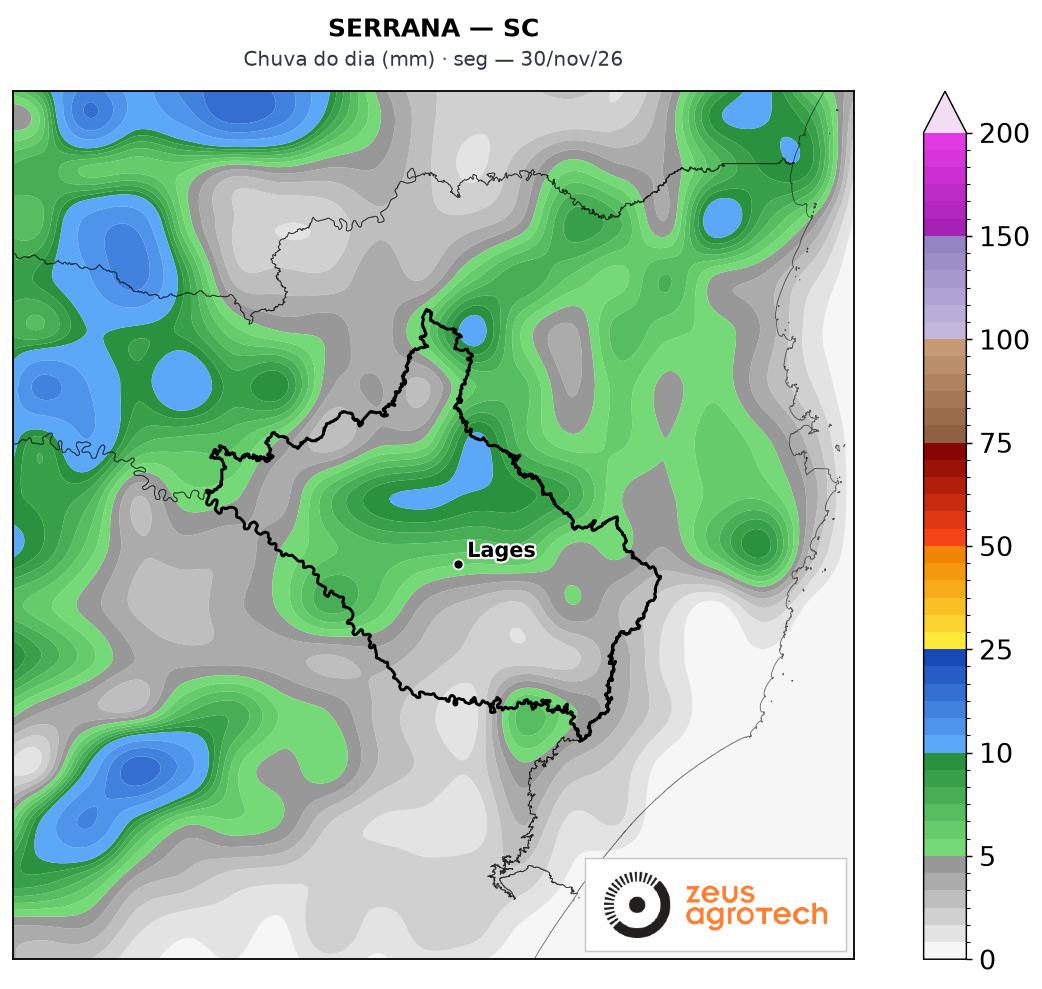 SERRANA — SC
Chuva do dia (mm) · seg — 30/nov/26
200
150
100
75
50
25
10
5
0
Lages
zeus
agrotech